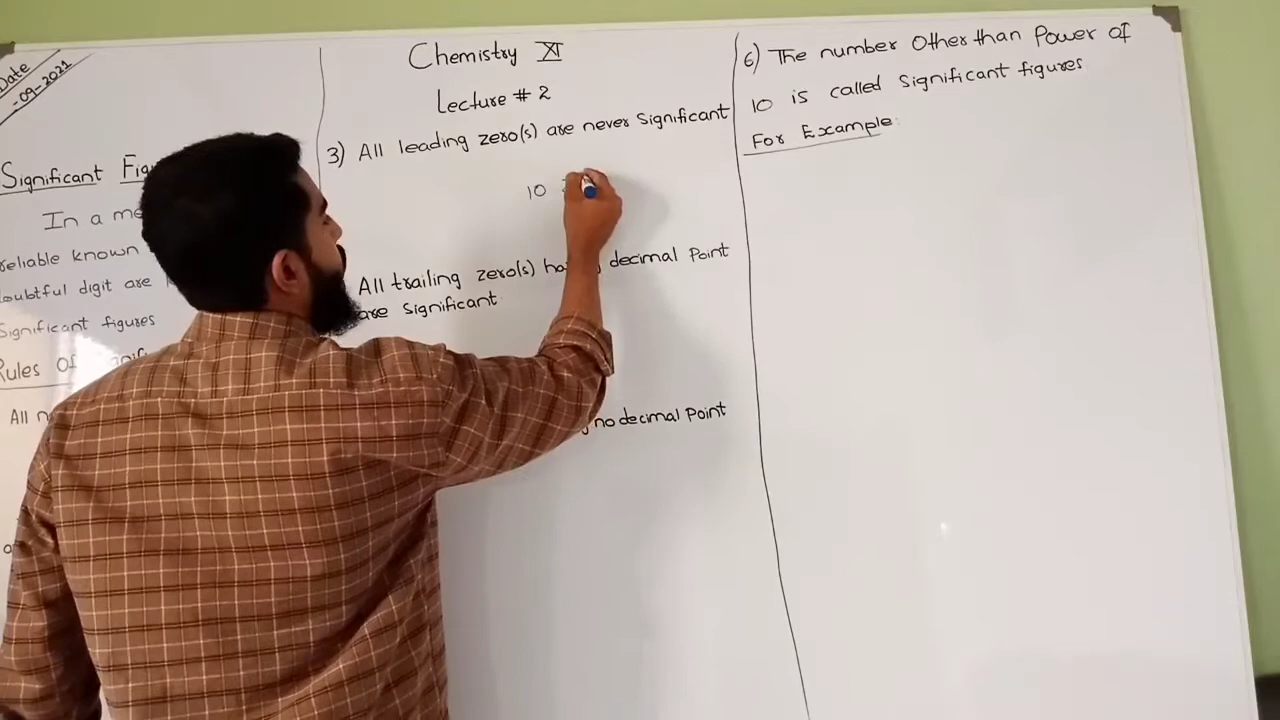 Date
-09-2021
Significant Fig
In a me
reliable known
doubtful digit are
Significant figures
Rules Of
All n
Chemistry XI
Lecture # 2
3) All leading zero(s) are never Significant
10
All trailing zero(s) decimal Point
are Significant
no decimal Point
6) The number Other than Power Of
10 is called Significant figures
For Example: